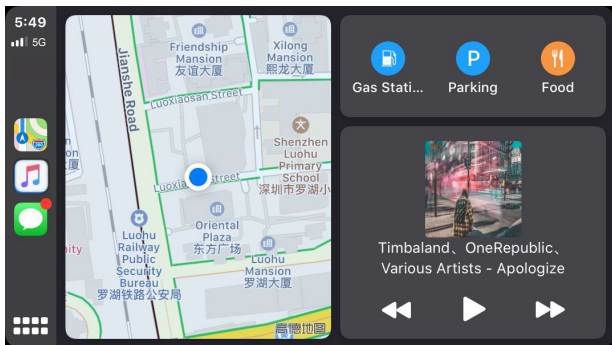 5:49
5G
Friendship
Mansion
友谊大厦
Xilong
Mansion
熙龙大厦
Jianshe Road
Luoxiaosan Street
Shenzhen
Luohu
Primary
School
深圳市罗湖小
on
厦
Street
Oriental
Plaza
东方广场
Luohu
Railway
Public
Security
Bureau
罗湖铁路公安局
ity
Luohu
Mansion
罗湖大厦
高德地图
Gas Stati...
P
Parking
Food
Timbaland、OneRepublic、
Various Artists - Apologize